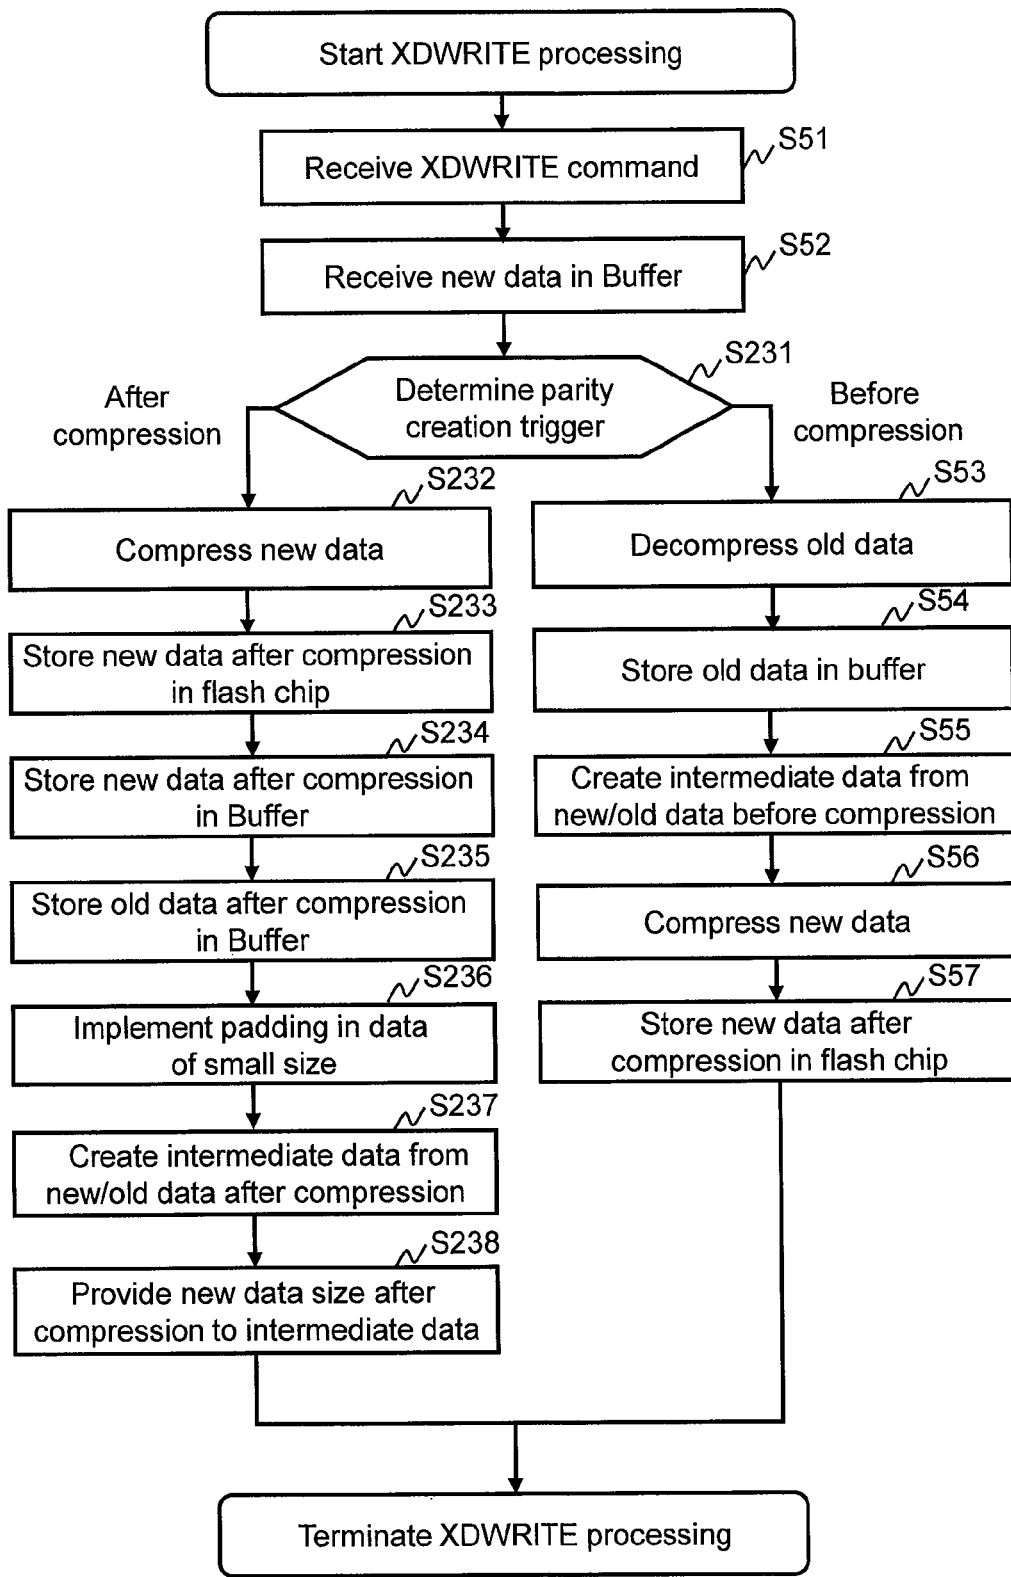 Start XDWRITE processing
S51
Receive XDWRITE command
S52
Receive new data in Buffer
S231
Determine parity
creation trigger
After
compression
Before
compression
S232
Compress new data
S233
Store new data after compression
in flash chip
S234
Store new data after compression
in Buffer
S235
Store old data after compression
in Buffer
S236
Implement padding in data
of small size
S237
Create intermediate data from
new/old data after compression
S238
Provide new data size after
compression to intermediate data
S53
Decompress old data
S54
Store old data in buffer
S55
Create intermediate data from
new/old data before compression
S56
Compress new data
S57
Store new data after
compression in flash chip
Terminate XDWRITE processing